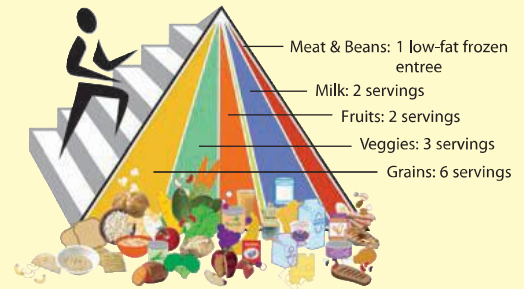 Meat & Beans: 1 low-fat frozen
entree
Milk: 2 servings
Fruits: 2 servings
Veggies: 3 servings
Grains: 6 servings